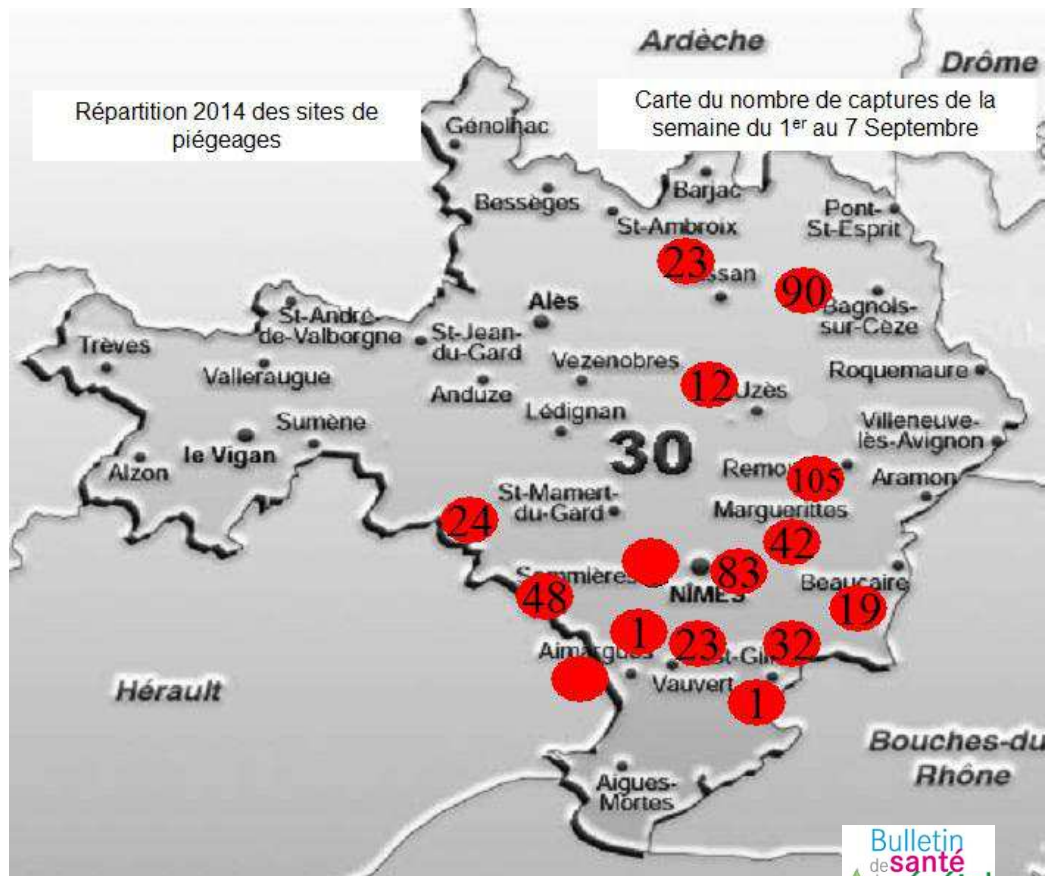 Ardèche
Drôme
Répartition 2014 des sites de
piégeages
Carte du nombre de captures de la
semaine du 1er au 7 Septembre
Génolhac
Bessèges
Barjac
St-Ambroix
Pont-
St-Esprit
23
90
Bagnols-
sur-Cèze
Alès
St-André-
de-Valborgne
St-Jean-
du-Gard
Trèves
Valleraugue
Vezenobres
Anduze
12
Uzès
Roquemaure
Lédignan
Sumène
le Vigan
Alzon
30
Villeneuve-
lès-Avignon
105
Aramon
St-Mamert-
du-Gard
Marguerittes
24
42
83
NÎMES
Beaucaire
48
19
1
23
32
Vauvert
1
Hérault
Bouches-du
Rhône
Aigues-
Mortes
Bulletin
de santé